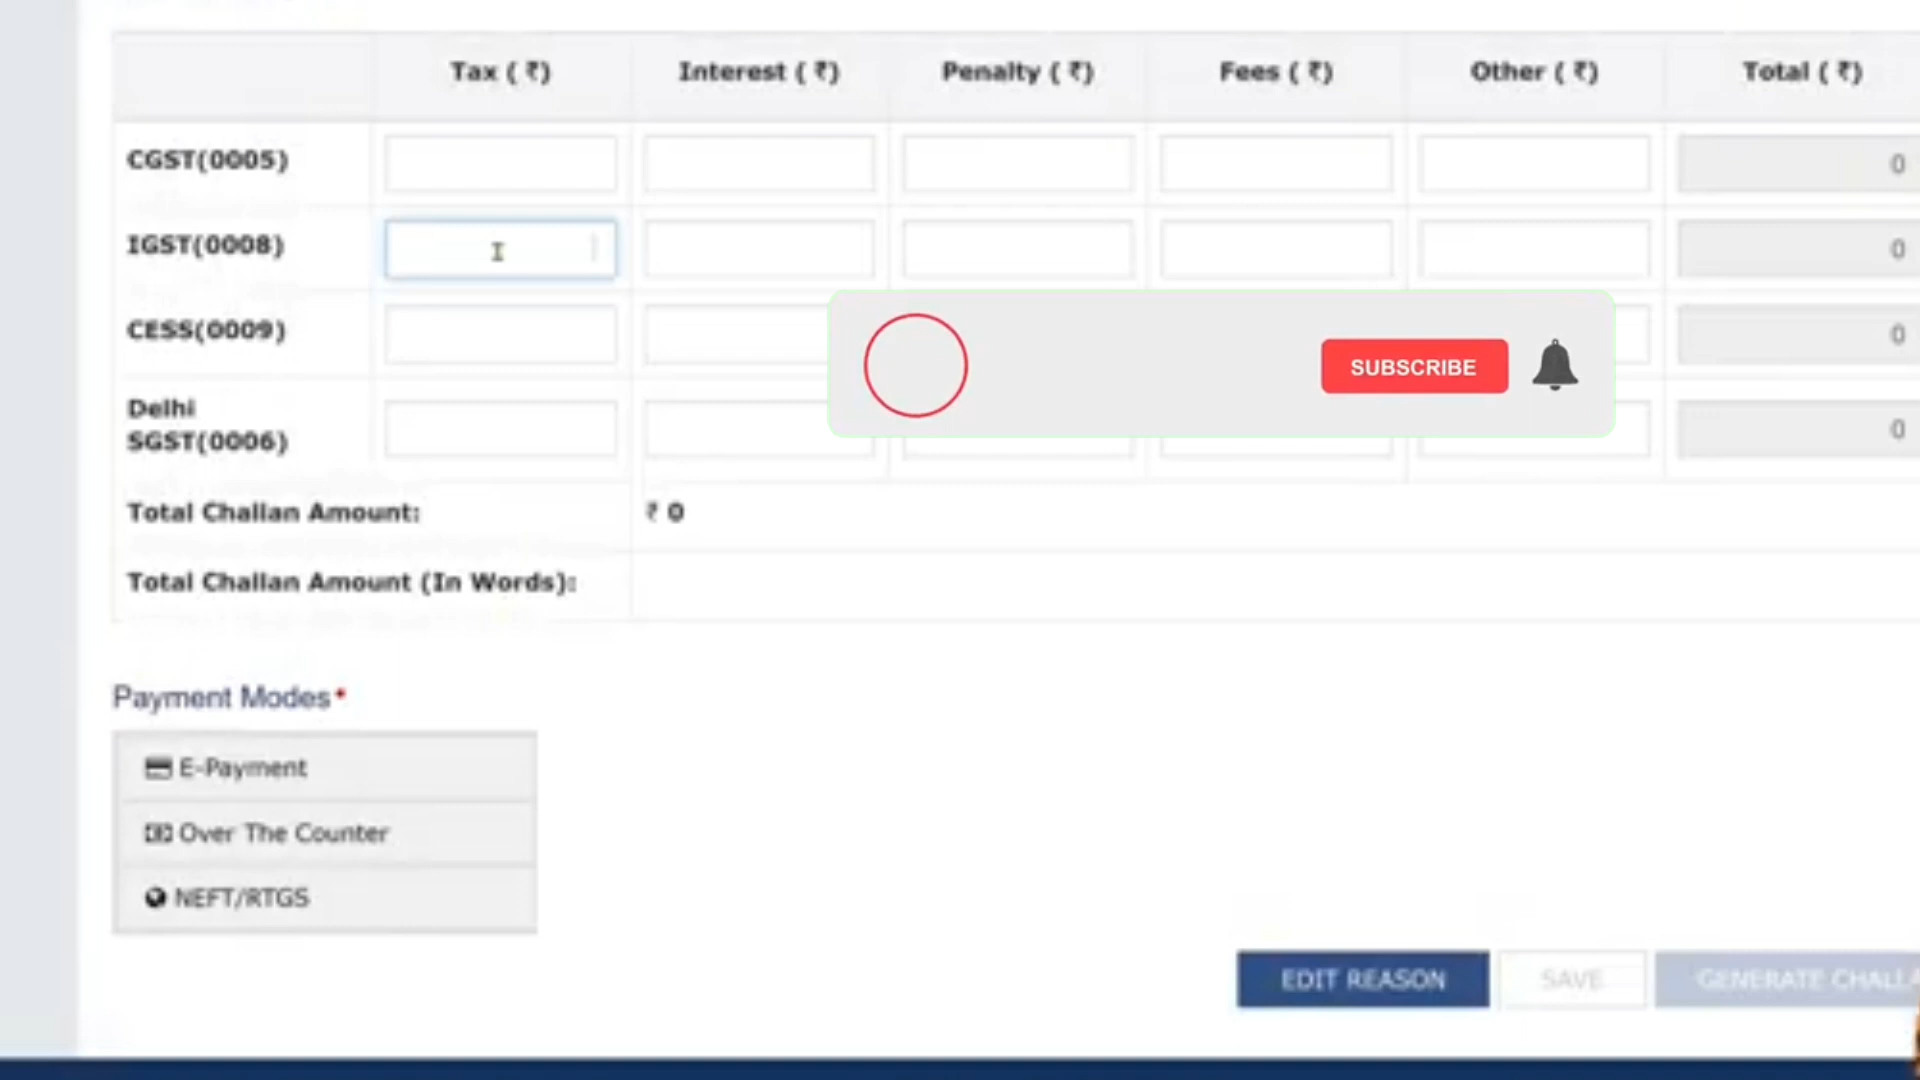 Tax ( ₹) Interest ( ₹) Penalty ( ₹) Fees ( ₹) Other ( ₹) Total ( ₹)
CGST(0005) 0
IGST(0008) 0
CESS(0009) 0
Delhi
SGST(0006) 0
SUBSCRIBE
Total Challan Amount: ₹ 0
Total Challan Amount (In Words):
Payment Modes*
E-Payment
Over The Counter
NEFT/RTGS
EDIT REASON SAVE GENERATE CHALLA